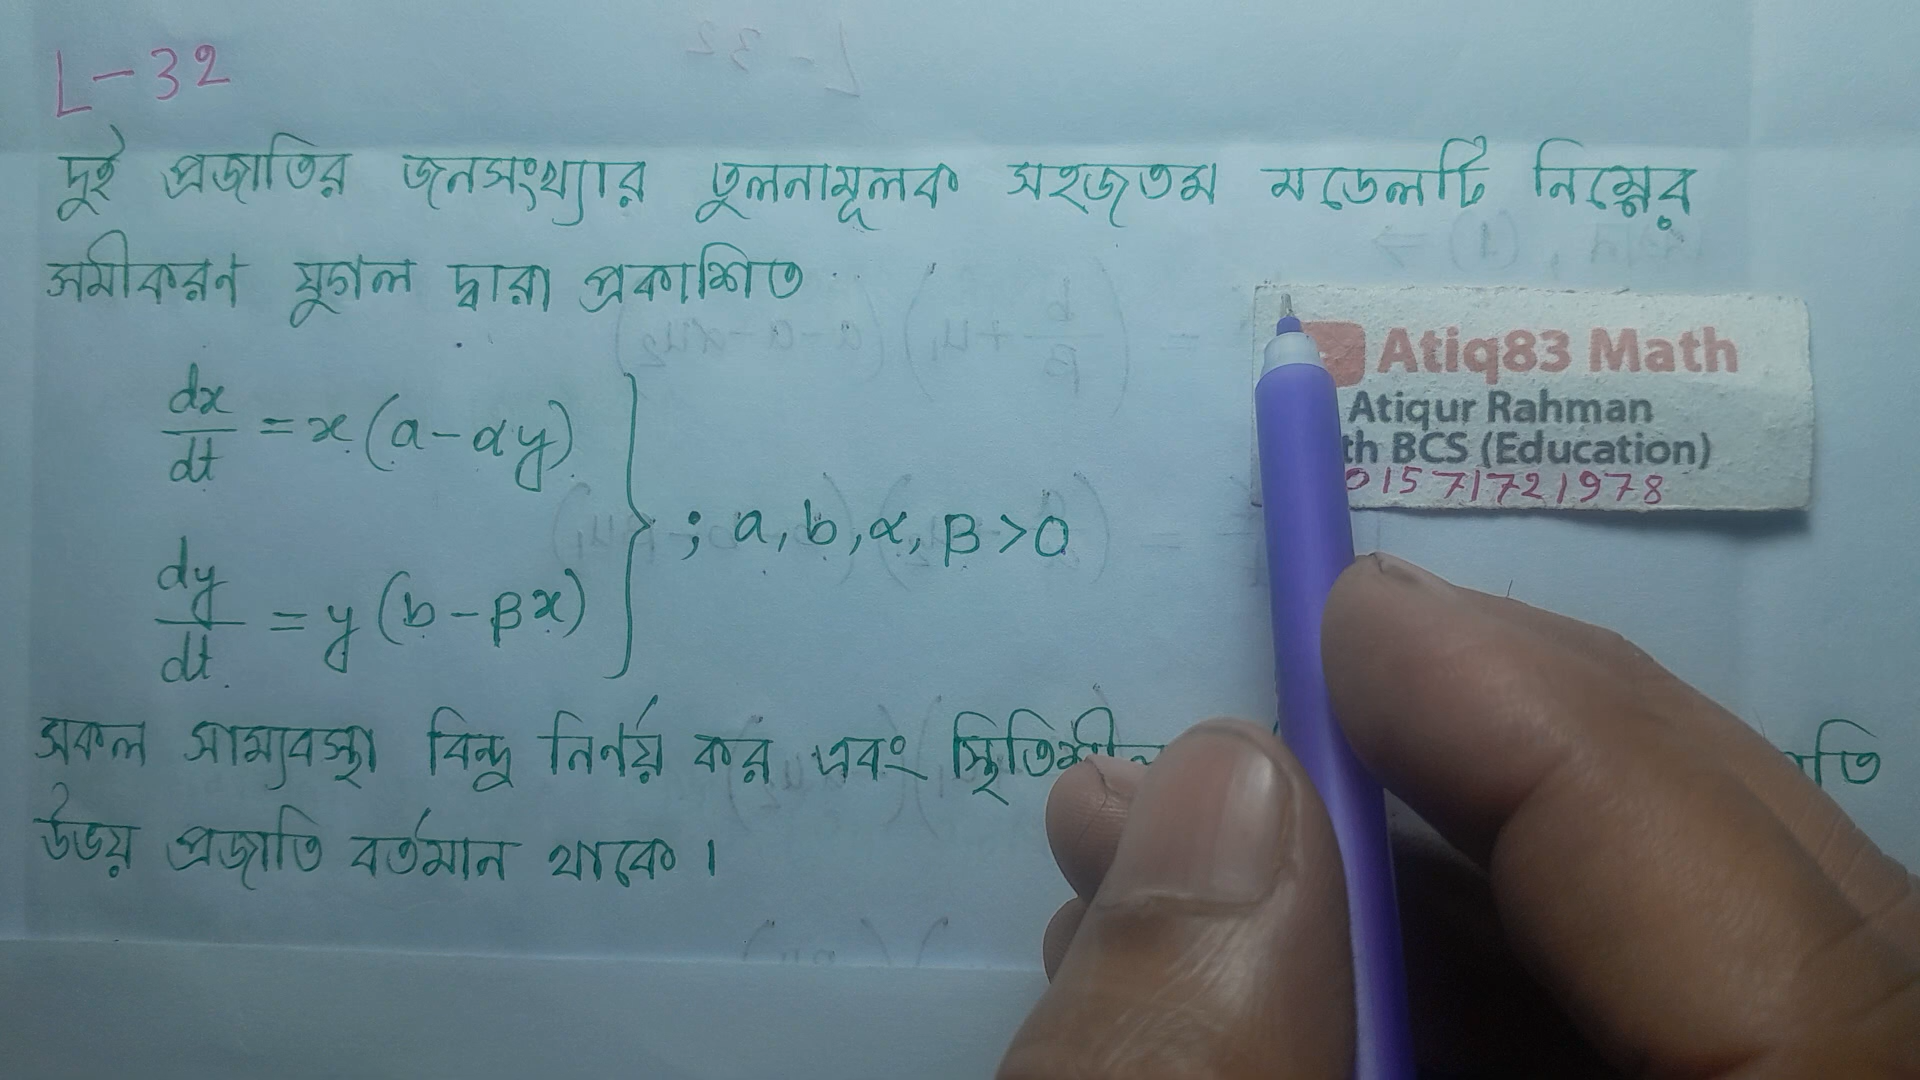 L-32
দুই প্রজাতির জনসংখ্যার তুলনামূলক সহজতম মডেলটি নিম্নের
সমীকরণ যুগল দ্বারা প্রকাশিত
dx/dt = x(a - αy)
dy/dt = y(b - βx)
; a, b, α, β > 0
Atiq83 Math
Atiqur Rahman
th BCS (Education)
01571721978
সকল সাম্যবস্থা বিন্দু নির্ণয় কর এবং
উভয় প্রজাতি বর্তমান থাকে।